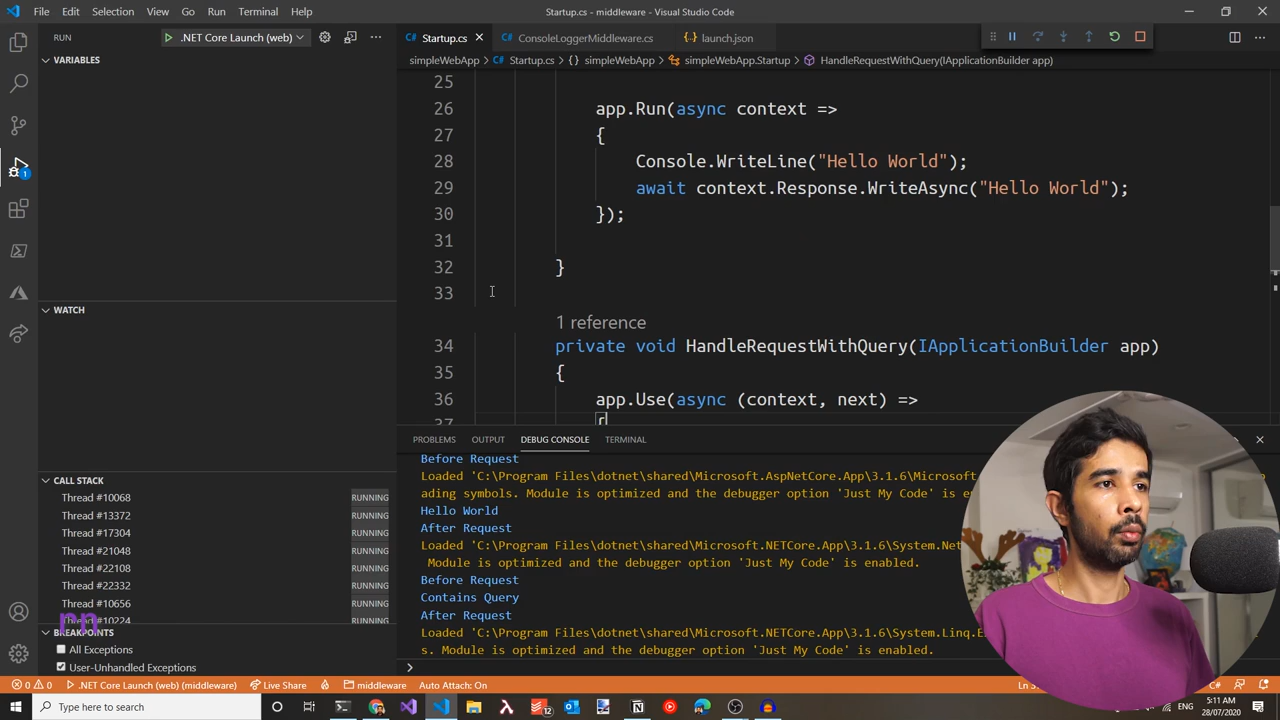 File Edit Selection View Go Run Terminal Help
Startup.cs - middleware - Visual Studio Code
RUN
.NET Core Launch (web)
VARIABLES
WATCH
CALL STACK
Thread #10068 RUNNING
Thread #13372 RUNNING
Thread #17304 RUNNING
Thread #21048 RUNNING
Thread #22108 RUNNING
Thread #22332 RUNNING
Thread #10656 RUNNING
Thread #10224 RUNNING
BREAKPOINTS
All Exceptions
User-Unhandled Exceptions
1
C# Startup.cs
C# ConsoleLoggerMiddleware.cs
{} launch.json
simpleWebApp > C# Startup.cs > {} simpleWebApp > simpleWebApp.Startup > HandleRequestWithQuery(IApplicationBuilder app)
25
26 app.Run(async context =>
27 {
28 Console.WriteLine("Hello World");
29 await context.Response.WriteAsync("Hello World");
30 });
31
32 }
33
1 reference
34 private void HandleRequestWithQuery(IApplicationBuilder app)
35 {
36 app.Use(async (context, next) =>
37 {
PROBLEMS OUTPUT DEBUG CONSOLE TERMINAL
Before Request
Loaded 'C:\Program Files\dotnet\shared\Microsoft.AspNetCore.App\3.1.6\Microsoft.
ading symbols. Module is optimized and the debugger option 'Just My Code' is e
Hello World
After Request
Loaded 'C:\Program Files\dotnet\shared\Microsoft.NETCore.App\3.1.6\System.Net
Module is optimized and the debugger option 'Just My Code' is enabled.
Before Request
Contains Query
After Request
Loaded 'C:\Program Files\dotnet\shared\Microsoft.NETCore.App\3.1.6\System.Linq.E
s. Module is optimized and the debugger option 'Just My Code' is enabled.
>
0 0 .NET Core Launch (web) (middleware) Live Share middleware Auto Attach: On
C#
Type here to search
12
ENG
5:11 AM
28/07/2020